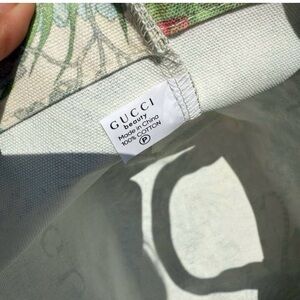 GUCCI
beauty
Made in China
100% COTTON
P